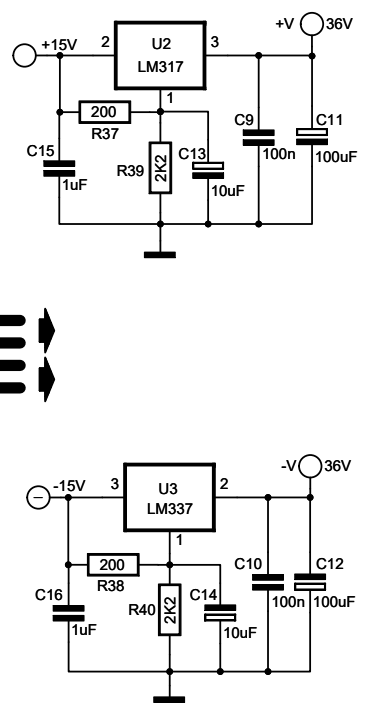 +V 36V
+15V 2 U2 3
LM317
1
200
R37
C15
1uF
R39
2K2
C13
10uF
C9
100n
C11
100uF
-V 36V
-15V 3 U3 2
LM337
1
200
R38
C16
1uF
R40
2K2
C14
10uF
C10
100n
C12
100uF